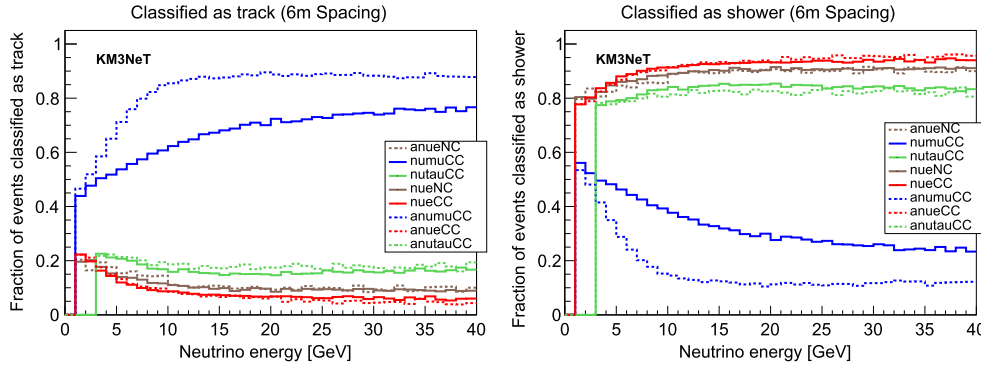 Classified as track (6m Spacing)
Fraction of events classified as track
1
0.8
0.6
0.4
0.2
0
KM3NeT
anueNC
numuCC
nutauCC
nueNC
nueCC
anumuCC
anueCC
anutauCC
0 5 10 15 20 25 30 35 40
Neutrino energy [GeV]
Classified as shower (6m Spacing)
Fraction of events classified as shower
1
0.8
0.6
0.4
0.2
0
KM3NeT
anueNC
numuCC
nutauCC
nueNC
nueCC
anumuCC
anueCC
anutauCC
0 5 10 15 20 25 30 35 40
Neutrino energy [GeV]